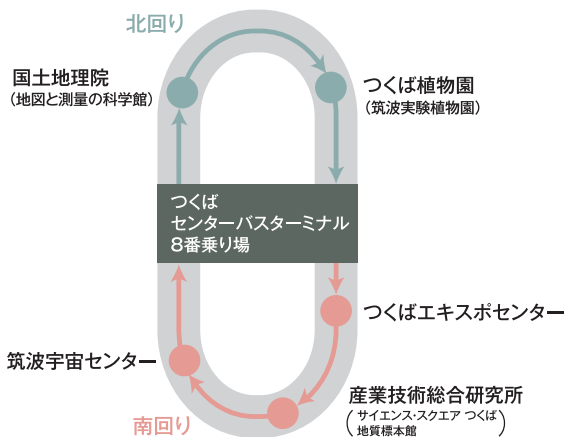 北回り
国土地理院
（地図と測量の科学館）
つくば植物園
（筑波実験植物園）
つくば
センターバスターミナル
8番乗り場
つくばエキスポセンター
筑波宇宙センター
産業技術総合研究所
（サイエンス・スクエア つくば
地質標本館）
南回り